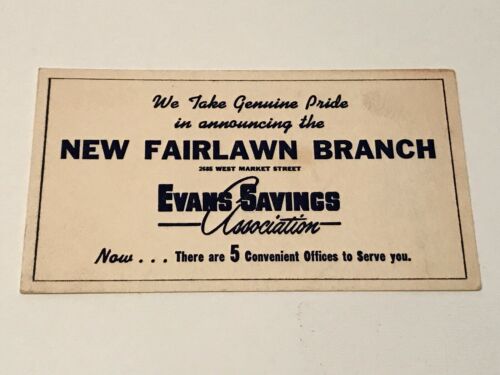 We Take Genuine Pride
in announcing the
NEW FAIRLAWN BRANCH
2685 WEST MARKET STREET
EVANS SAVINGS
Association
Now... There are 5 Convenient Offices to Serve you.